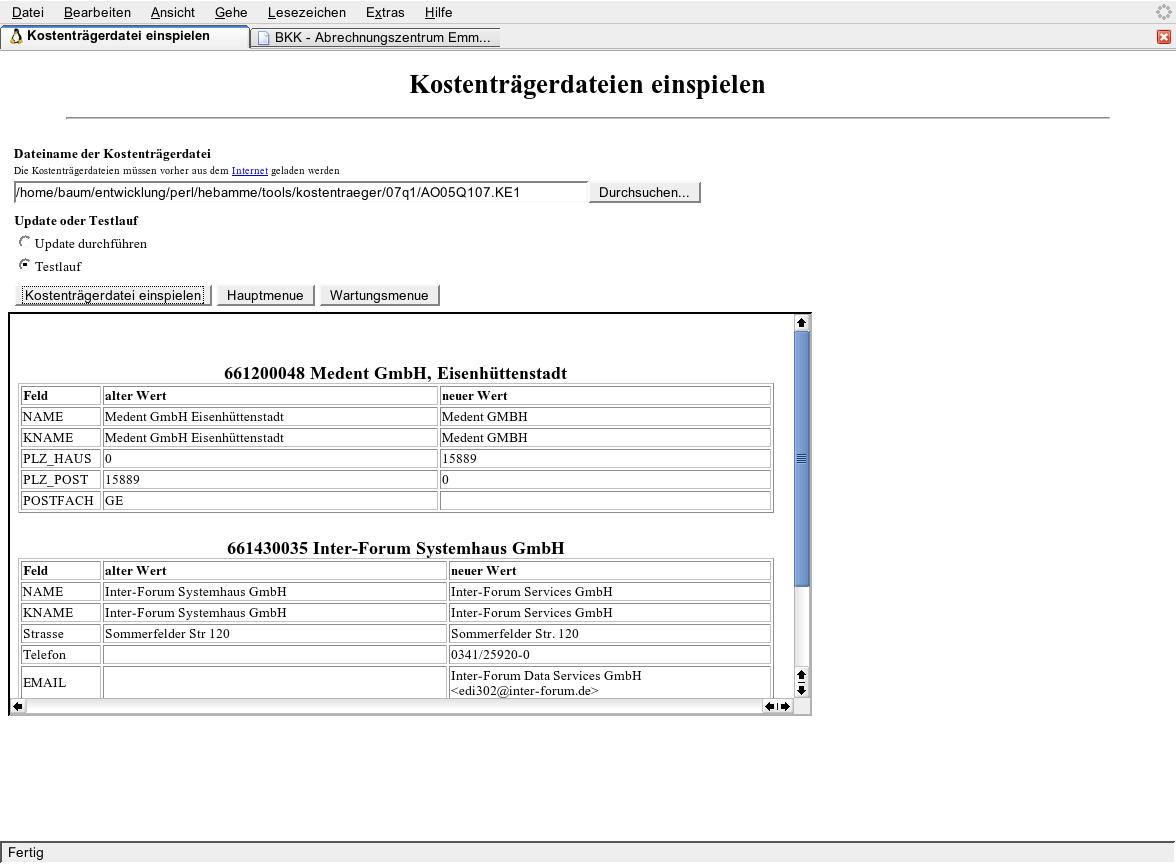 Datei Bearbeiten Ansicht Gehe Lesezeichen Extras Hilfe
Kostenträgerdatei einspielen BKK - Abrechnungszentrum Emm...
Kostenträgerdateien einspielen
Dateiname der Kostenträgerdatei
Die Kostenträgerdateien müssen vorher aus dem Internet geladen werden
/home/baum/entwicklung/perl/hebamme/tools/kostentraeger/07q1/AO05Q107.KE1 Durchsuchen...
Update oder Testlauf
Update durchführen
Testlauf
Kostenträgerdatei einspielen Hauptmenue Wartungsmenue
661200048 Medent GmbH, Eisenhüttenstadt
Feld alter Wert neuer Wert
NAME Medent GmbH Eisenhüttenstadt Medent GMBH
KNAME Medent GmbH Eisenhüttenstadt Medent GMBH
PLZ_HAUS 0 15889
PLZ_POST 15889 0
POSTFACH GE
661430035 Inter-Forum Systemhaus GmbH
Feld alter Wert neuer Wert
NAME Inter-Forum Systemhaus GmbH Inter-Forum Services GmbH
KNAME Inter-Forum Systemhaus GmbH Inter-Forum Services GmbH
Strasse Sommerfelder Str 120 Sommerfelder Str. 120
Telefon 0341/25920-0
EMAIL Inter-Forum Data Services GmbH
<edi302@inter-forum.de>
Fertig